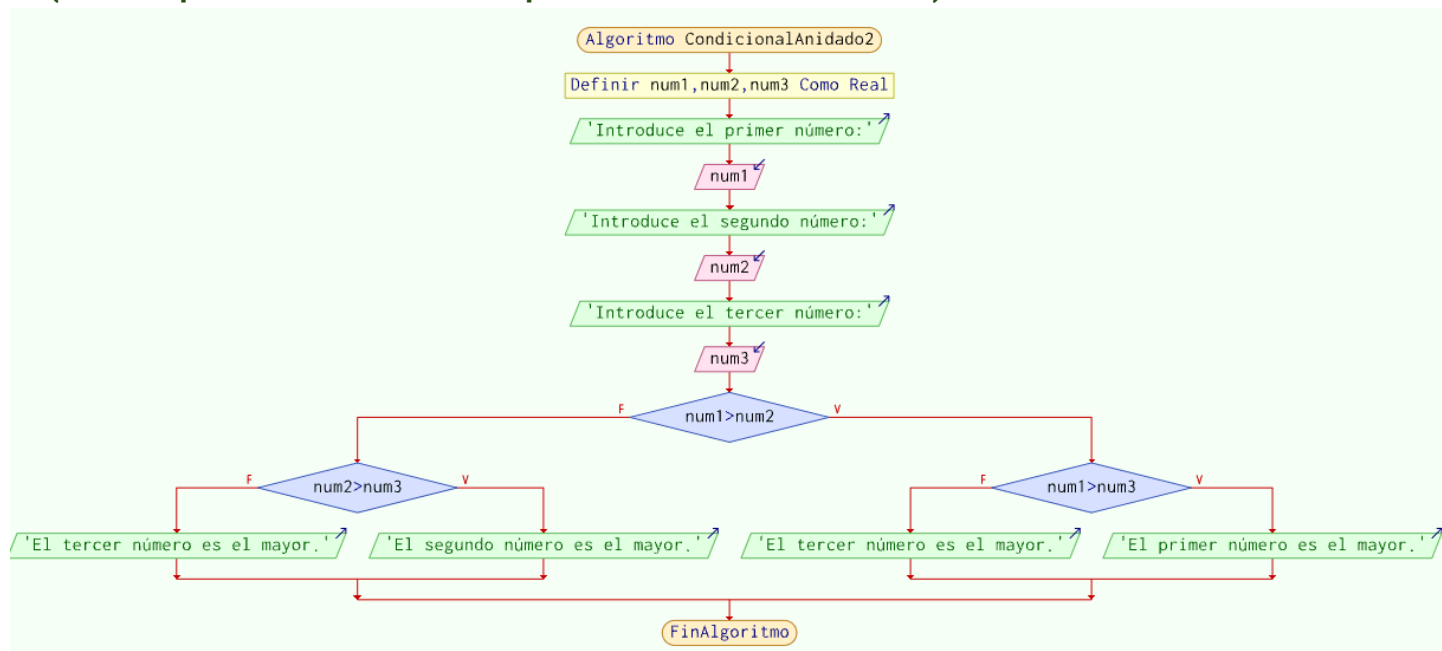 Algoritmo CondicionalAnidado2
Definir num1,num2,num3 Como Real
'Introduce el primer número:'
num1
'Introduce el segundo número:'
num2
'Introduce el tercer número:'
num3
num1>num2
F
V
num2>num3
F
V
num1>num3
F
V
'El tercer número es el mayor.'
'El segundo número es el mayor.'
'El tercer número es el mayor.'
'El primer número es el mayor.'
FinAlgoritmo